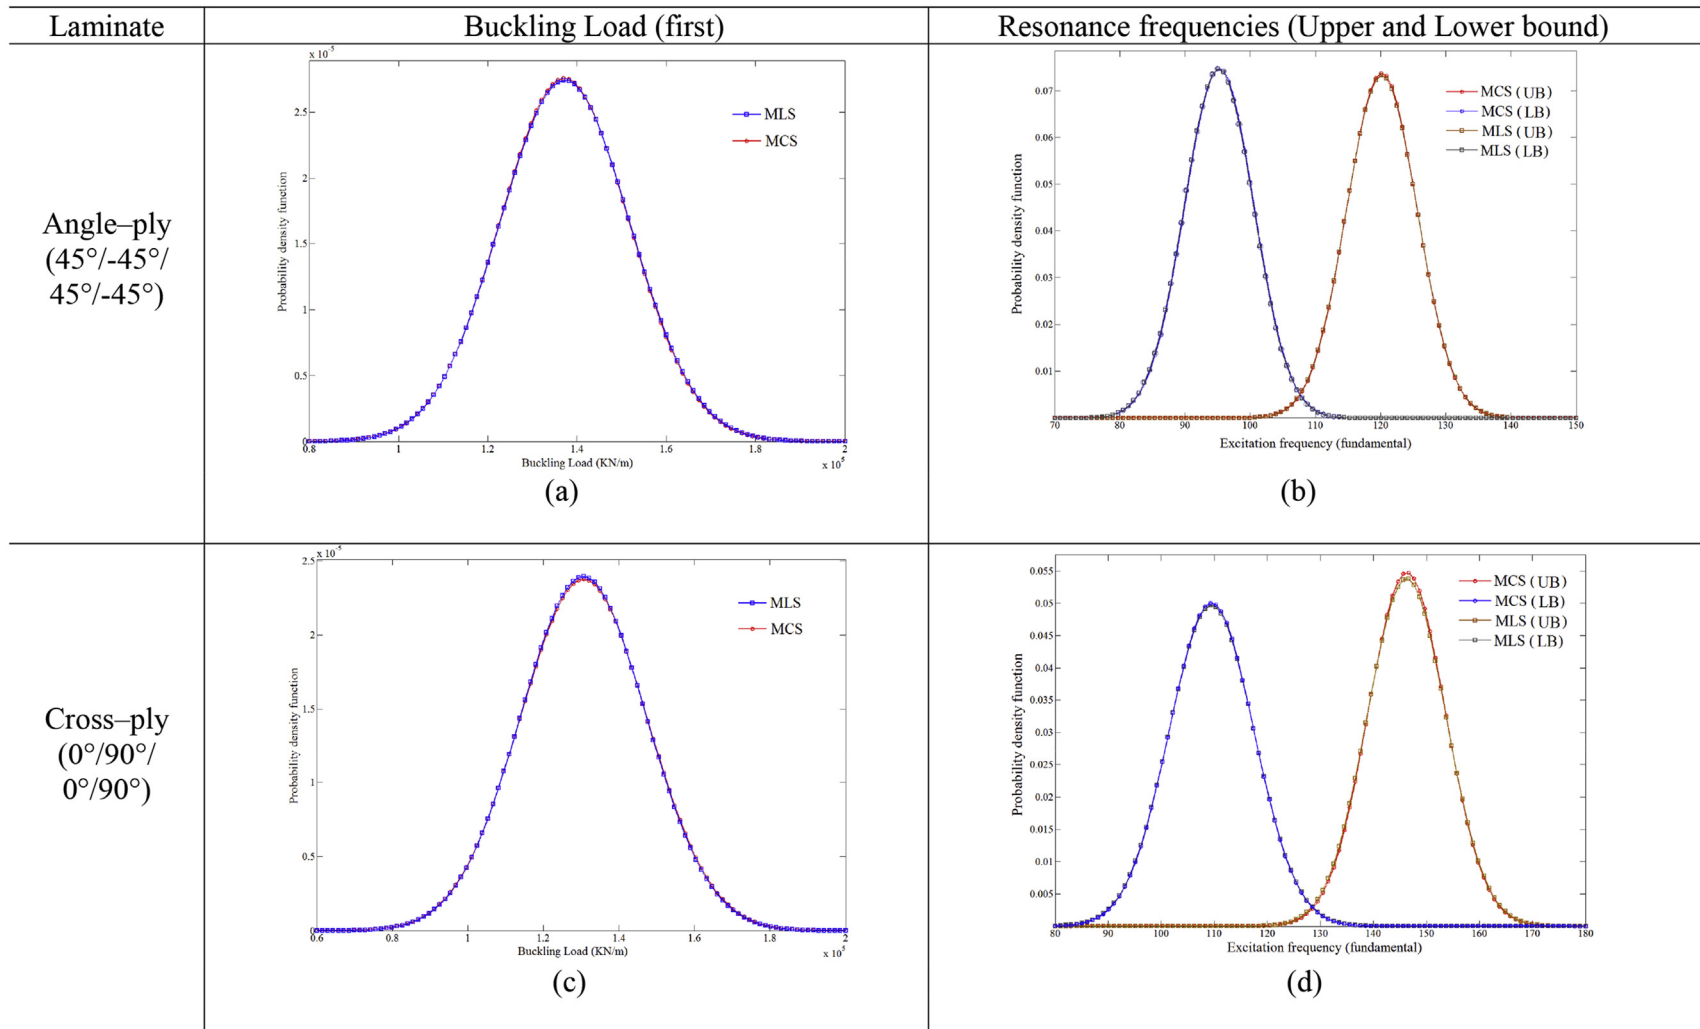 Laminate
Buckling Load (first)
Resonance frequencies (Upper and Lower bound)
Angle–ply
(45°/-45°/
45°/-45°)
x 10⁻⁵
2.5
2
1.5
1
0.5
0
0.8
1
1.2
1.4
1.6
1.8
2
x 10⁵
Probability density function
Buckling Load (KN/m)
MLS
MCS
(a)
0.07
0.06
0.05
0.04
0.03
0.02
0.01
70
80
90
100
110
120
130
140
150
Probability density function
Excitation frequency (fundamental)
MCS (UB)
MCS (LB)
MLS (UB)
MLS (LB)
(b)
Cross–ply
(0°/90°/
0°/90°)
x 10⁻⁵
2.5
2
1.5
1
0.5
0
0.6
0.8
1
1.2
1.4
1.6
1.8
2
x 10⁵
Probability density function
Buckling Load (KN/m)
MLS
MCS
(c)
0.055
0.05
0.045
0.04
0.035
0.03
0.025
0.02
0.015
0.01
0.005
80
90
100
110
120
130
140
150
160
170
180
Probability density function
Excitation frequency (fundamental)
MCS (UB)
MCS (LB)
MLS (UB)
MLS (LB)
(d)